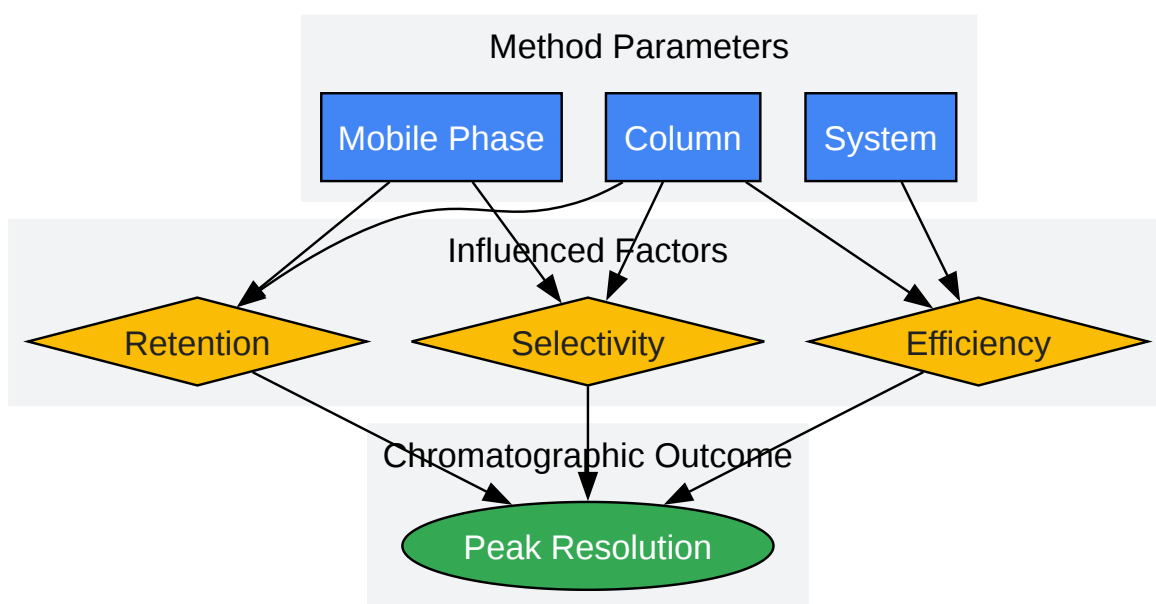 Method Parameters
Mobile Phase
Column
System
Influenced Factors
Retention
Selectivity
Efficiency
Chromatographic Outcome
Peak Resolution